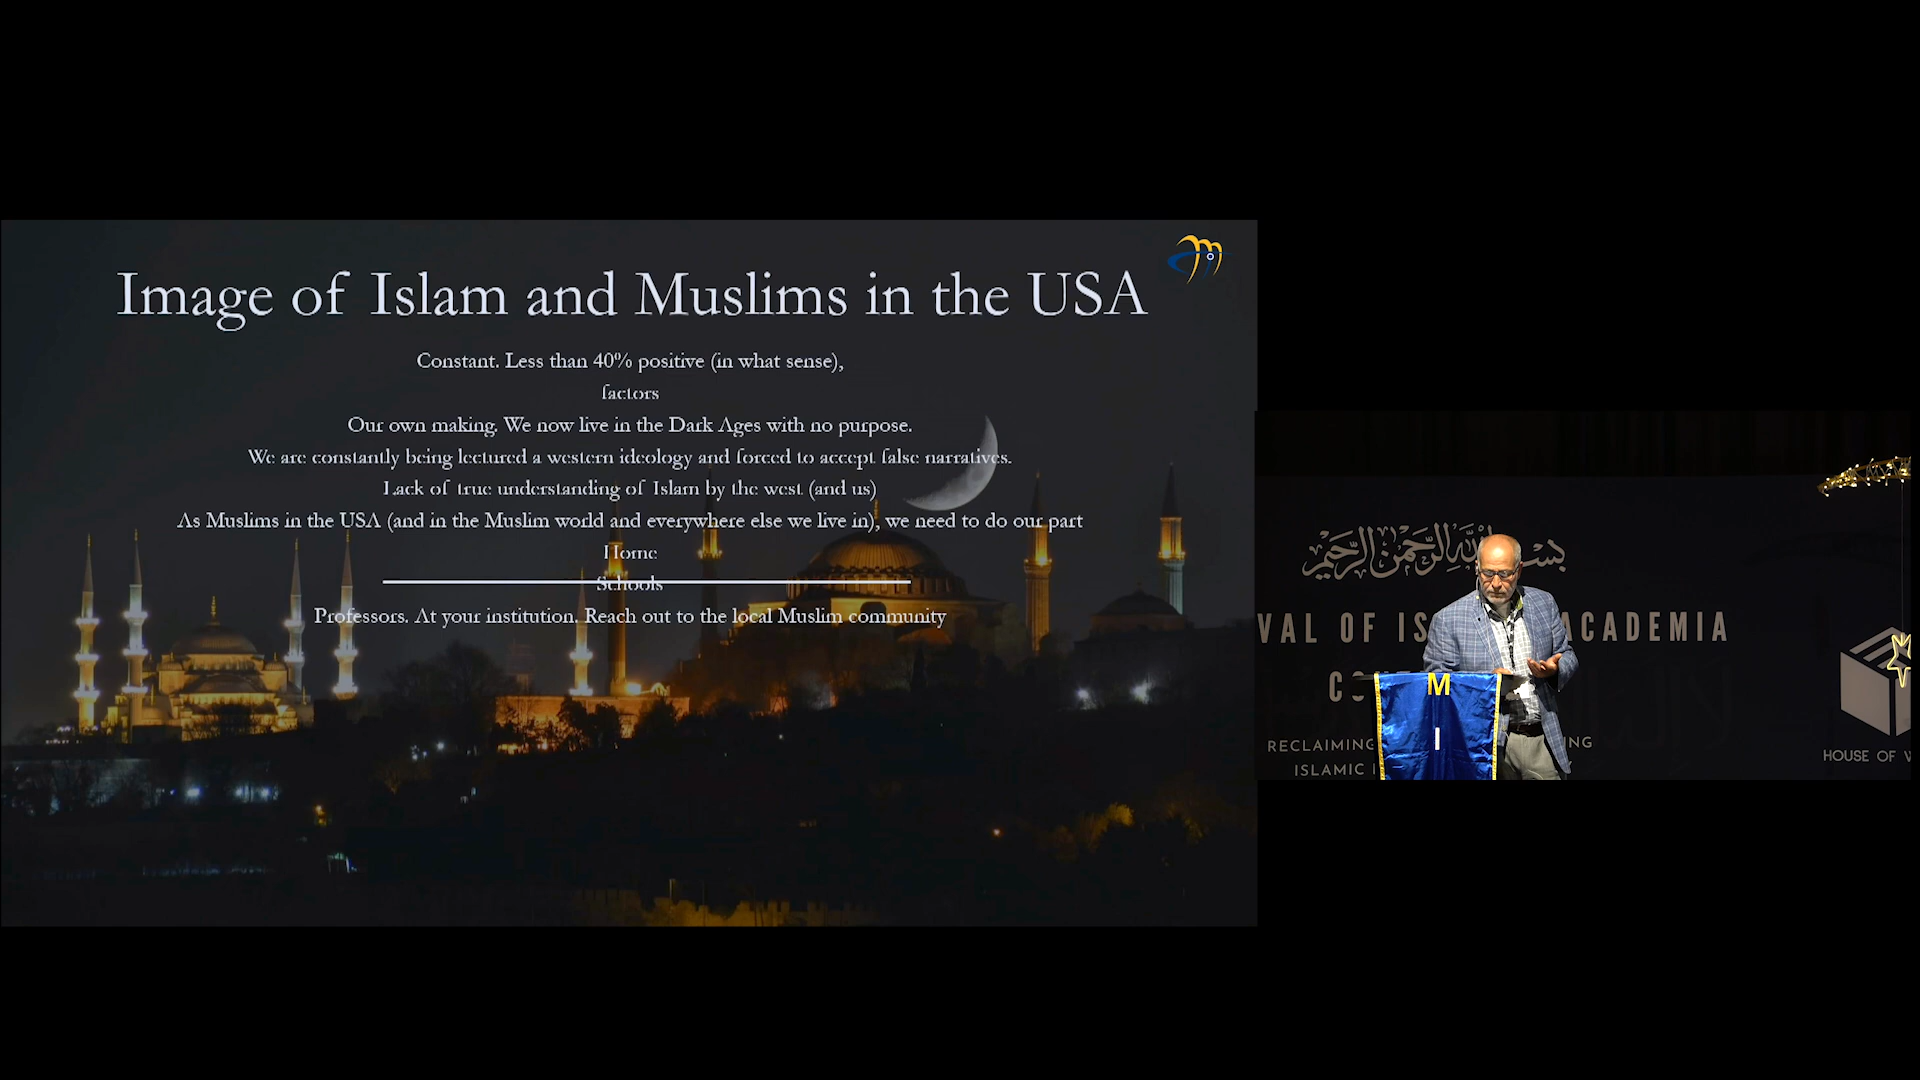 Image of Islam and Muslims in the USA
Constant. Less than 40% positive (in what sense),
factors
Our own making. We now live in the Dark Ages with no purpose.
We are constantly being lectured a western ideology and forced to accept false narratives.
Lack of true understanding of Islam by the west (and us)
As Muslims in the USA (and in the Muslim world and everywhere else we live in), we need to do our part
Home
Schools
Professors. At your institution. Reach out to the local Muslim community
بسم الله الرحمن الرحيم
VAL OF IS ACADEMIA
CO
RECLAIMING ING
ISLAMIC
HOUSE OF
M
I